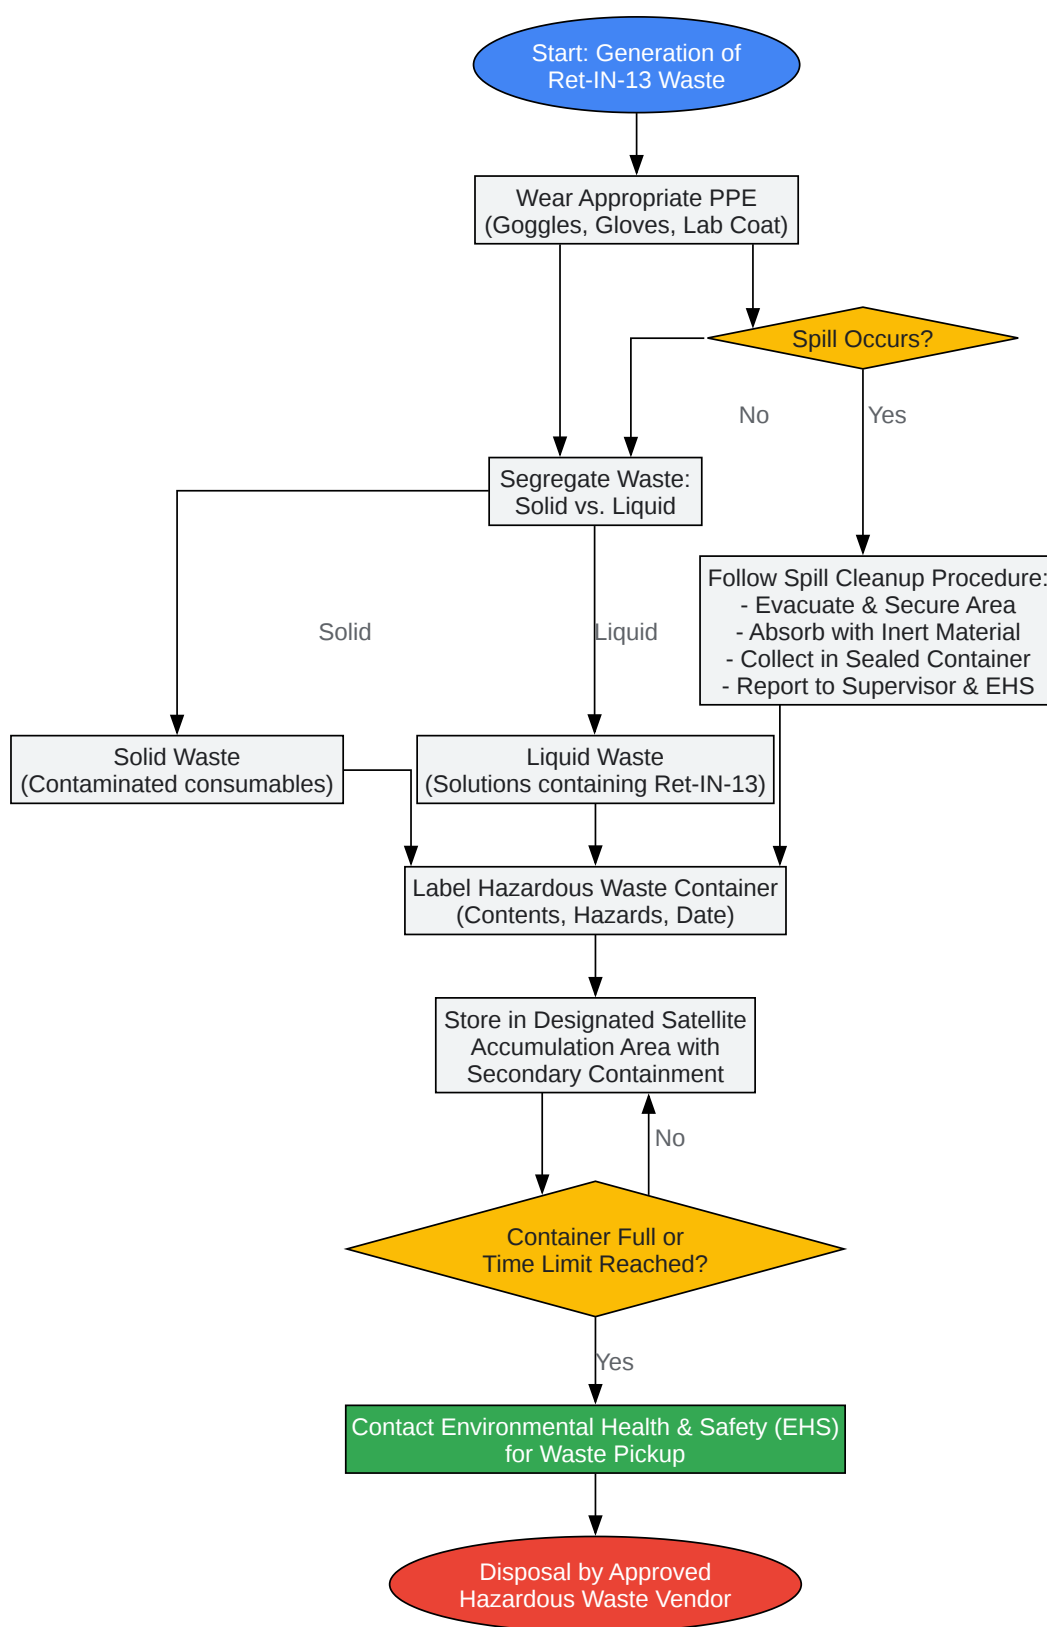 Start: Generation of
Ret-IN-13 Waste
Wear Appropriate PPE
(Goggles, Gloves, Lab Coat)
Spill Occurs?
No
Yes
Segregate Waste:
Solid vs. Liquid
Follow Spill Cleanup Procedure:
- Evacuate & Secure Area
- Absorb with Inert Material
- Collect in Sealed Container
- Report to Supervisor & EHS
Solid
Liquid
Solid Waste
(Contaminated consumables)
Liquid Waste
(Solutions containing Ret-IN-13)
Label Hazardous Waste Container
(Contents, Hazards, Date)
Store in Designated Satellite
Accumulation Area with
Secondary Containment
No
Container Full or
Time Limit Reached?
Yes
Contact Environmental Health & Safety (EHS)
for Waste Pickup
Disposal by Approved
Hazardous Waste Vendor